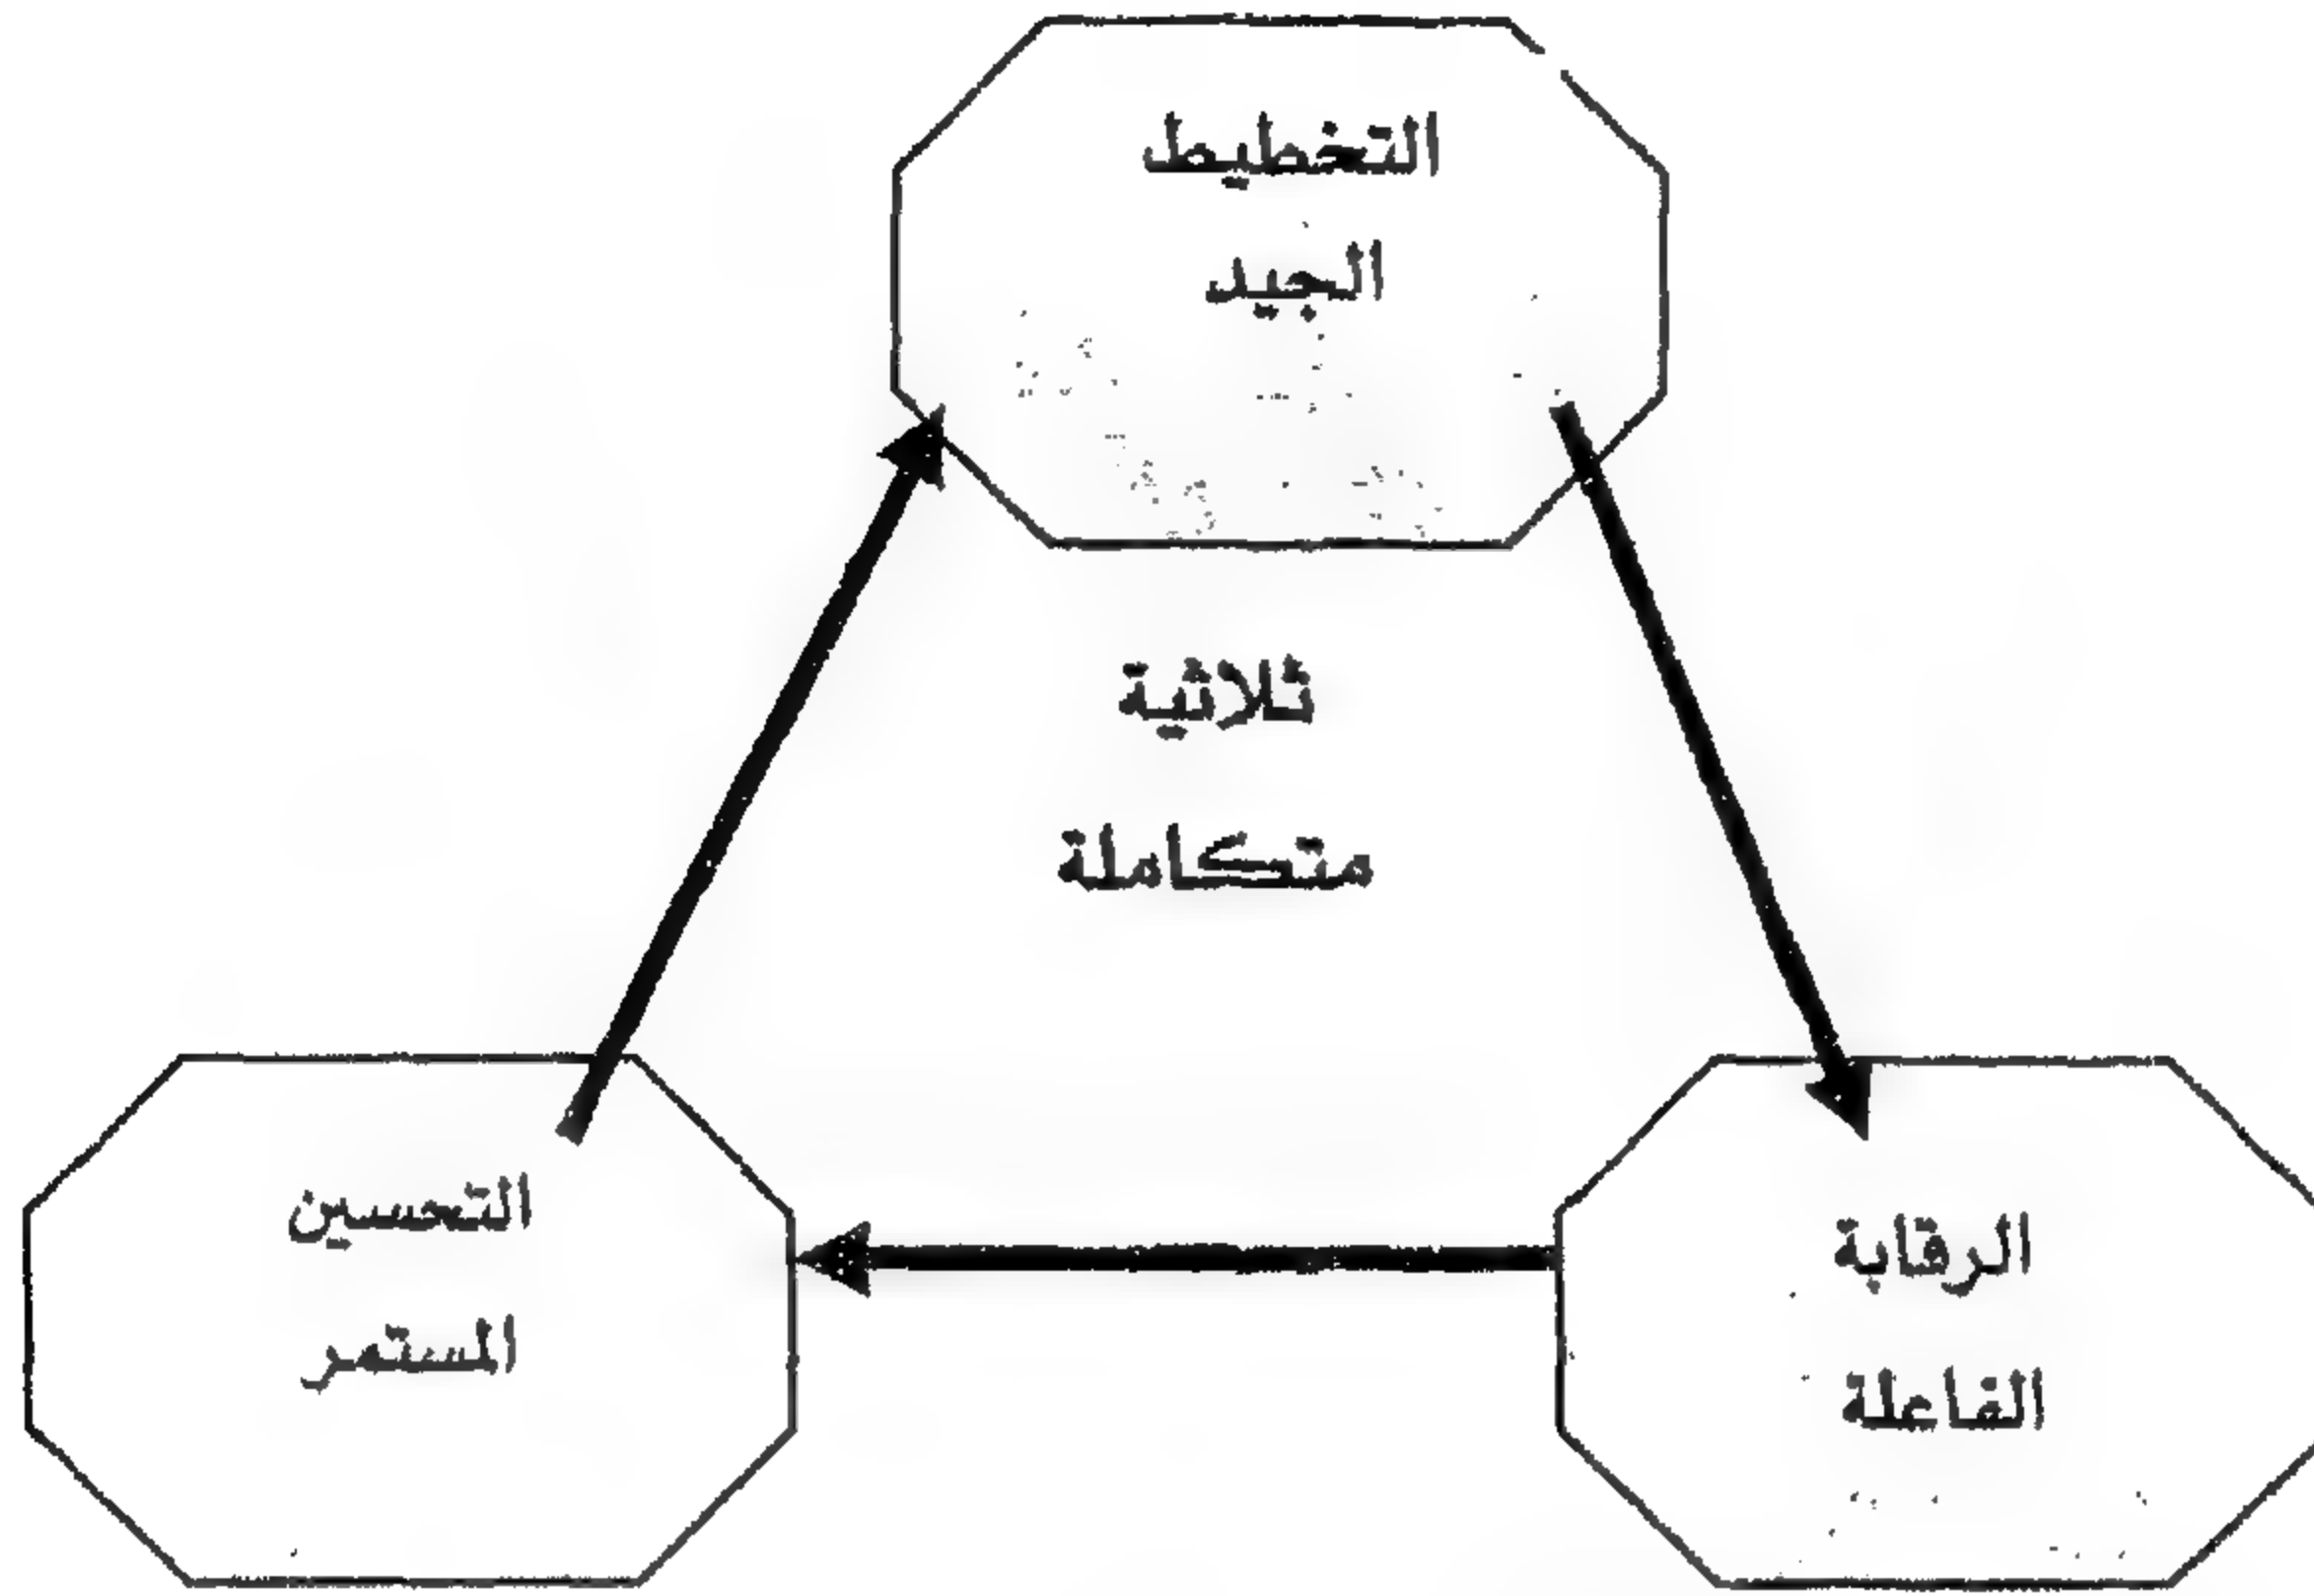 التخطيط
الجيد
ثلاثية
متكاملة
الرقابة
الفاعلة
التحسين
المستمر